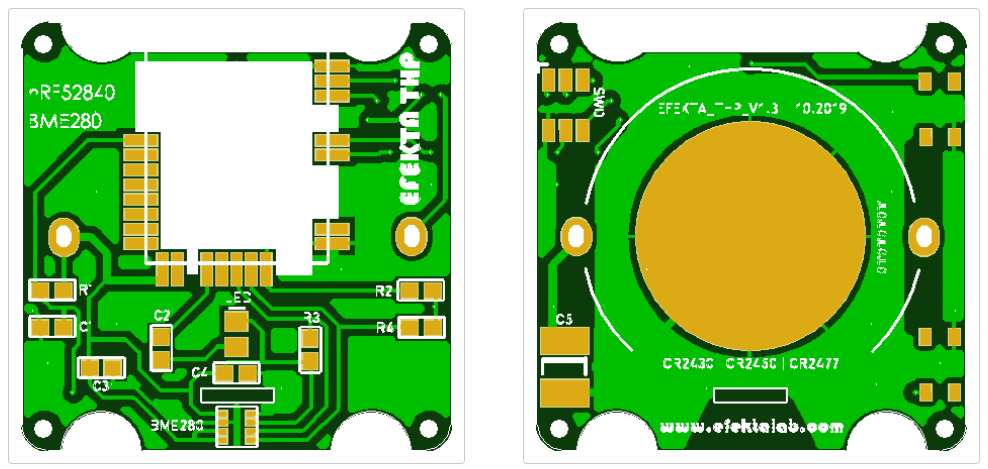 nRF52840
BME280
EFEKTA THP
R1
C1
C2
LED
R3
R2
R4
C3
C4
BME280
SWD
EFEKTA_THP_V1.3 10.2019
C5
CR2430 | CR2450 | CR2477
www.efektalab.com